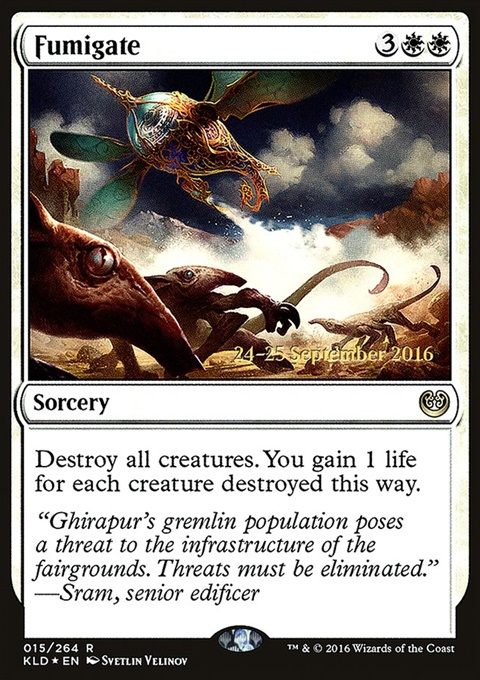 Fumigate 3
24-25 September 2016
Sorcery
Destroy all creatures. You gain 1 life
for each creature destroyed this way.
“Ghirapur’s gremlin population poses
a threat to the infrastructure of the
fairgrounds. Threats must be eliminated.”
—Sram, senior edificer
015/264 R
™ & © 2016 Wizards of the Coast
KLD ★ EN Svetlin Velinov